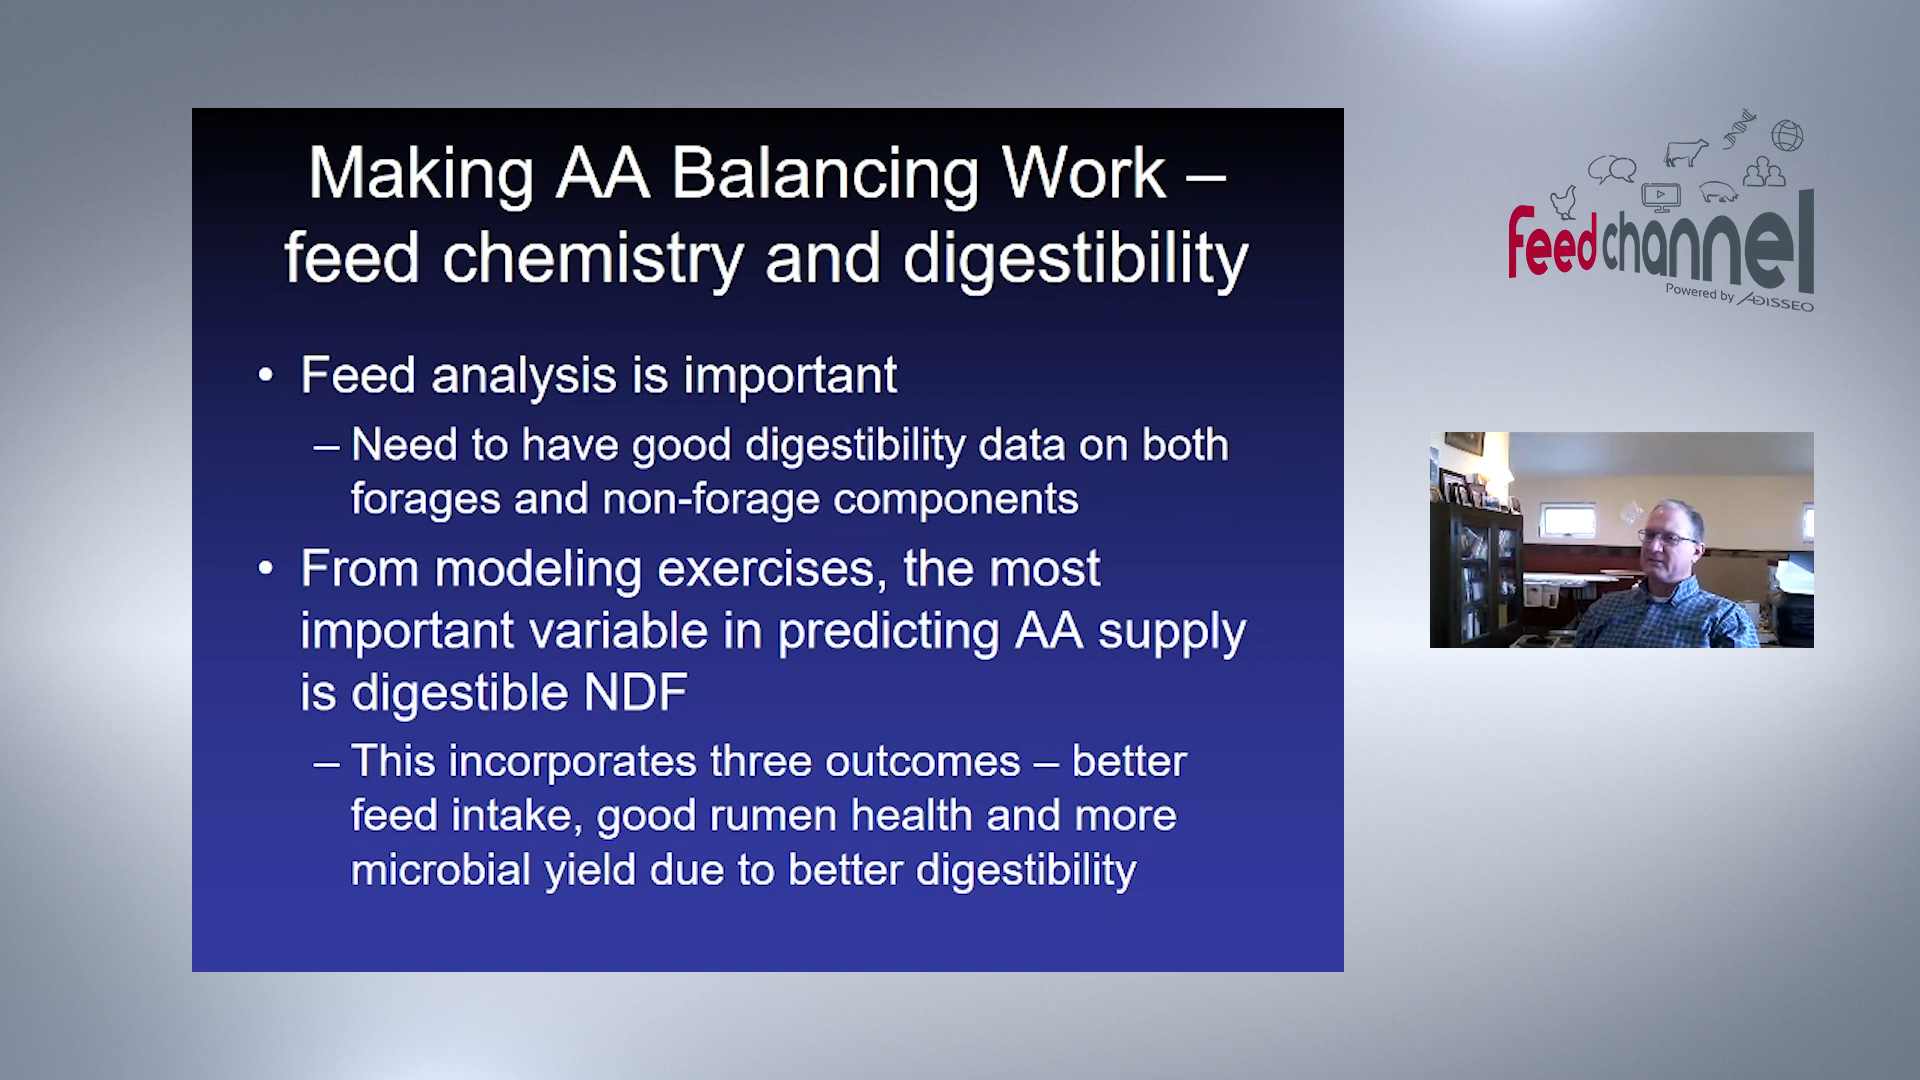 Making AA Balancing Work –
feed chemistry and digestibility
• Feed analysis is important
– Need to have good digestibility data on both
forages and non-forage components
• From modeling exercises, the most
important variable in predicting AA supply
is digestible NDF
– This incorporates three outcomes – better
feed intake, good rumen health and more
microbial yield due to better digestibility
feedchannel
Powered by ADISSEO